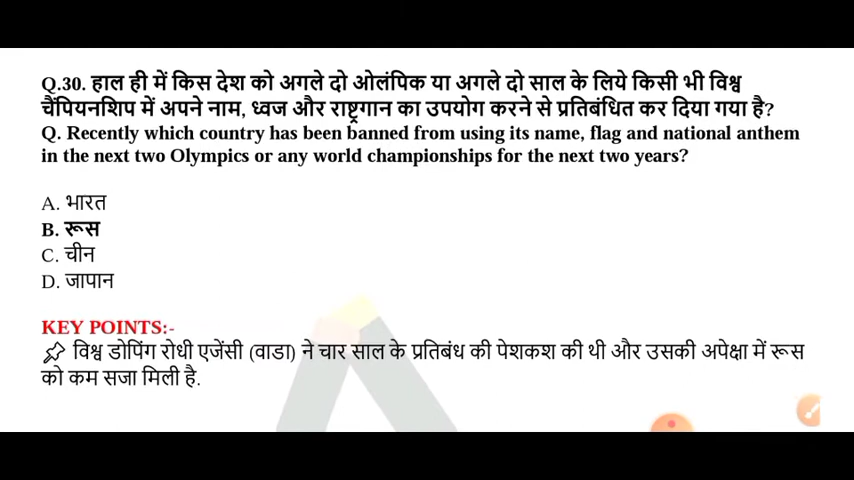 Q.30. हाल ही में किस देश को अगले दो ओलंपिक या अगले दो साल के लिये किसी भी विश्व
चैंपियनशिप में अपने नाम, ध्वज और राष्ट्रगान का उपयोग करने से प्रतिबंधित कर दिया गया है?
Q. Recently which country has been banned from using its name, flag and national anthem
in the next two Olympics or any world championships for the next two years?
A. भारत
B. रूस
C. चीन
D. जापान
KEY POINTS:-
📌 विश्व डोपिंग रोधी एजेंसी (वाडा) ने चार साल के प्रतिबंध की पेशकश की थी और उसकी अपेक्षा में रूस
को कम सजा मिली है.